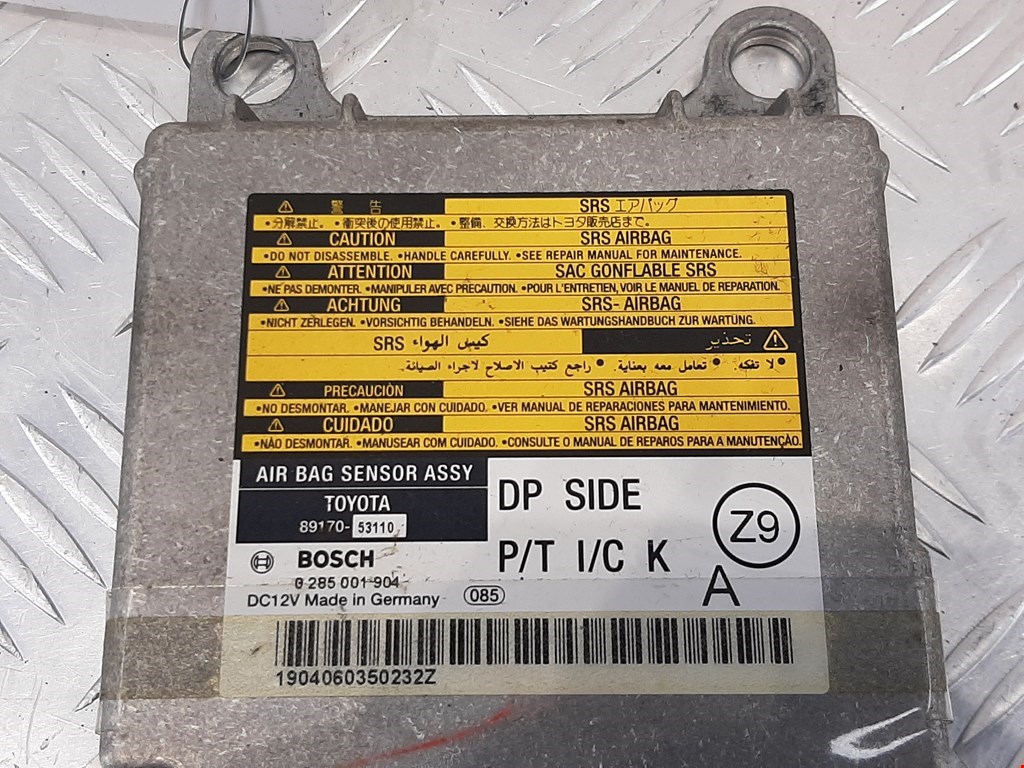 ⚠ 警告 SRS エアバッグ
•分解禁止。 •衝突後の使用禁止。 •整備、交換方法はトヨタ販売店まで。
⚠ CAUTION SRS AIRBAG
•DO NOT DISASSEMBLE. •HANDLE CAREFULLY. •SEE REPAIR MANUAL FOR MAINTENANCE.
⚠ ATTENTION SAC GONFLABLE SRS
•NE PAS DEMONTER. •MANIPULER AVEC PRECAUTION. •POUR L'ENTRETIEN, VOIR LE MANUEL DE REPARATION.
⚠ ACHTUNG SRS- AIRBAG
•NICHT ZERLEGEN. •VORSICHTIG BEHANDELN. •SIEHE DAS WARTUNGSHANDBUCH ZUR WARTUNG.
⚠ تحذير كيس الهواء SRS
• لا تفكه. • تعامل معه بعناية. • راجع كتيب الاصلاح لاجراء الصيانة.
⚠ PRECAUCIÒN SRS AIRBAG
•NO DESMONTAR. •MANEJAR CON CUIDADO. •VER MANUAL DE REPARACIONES PARA MANTENIMIENTO.
⚠ CUIDADO SRS AIRBAG
•NÃO DESMONTAR. •MANUSEAR COM CUIDADO. •CONSULTE O MANUAL DE REPAROS PARA A MANUTENÇÃO.
AIR BAG SENSOR ASSY
TOYOTA
89170-53110
BOSCH
0 285 001 904
DC12V Made in Germany 085
DP SIDE
P/T I/C K
Z9
A
1904060350232Z